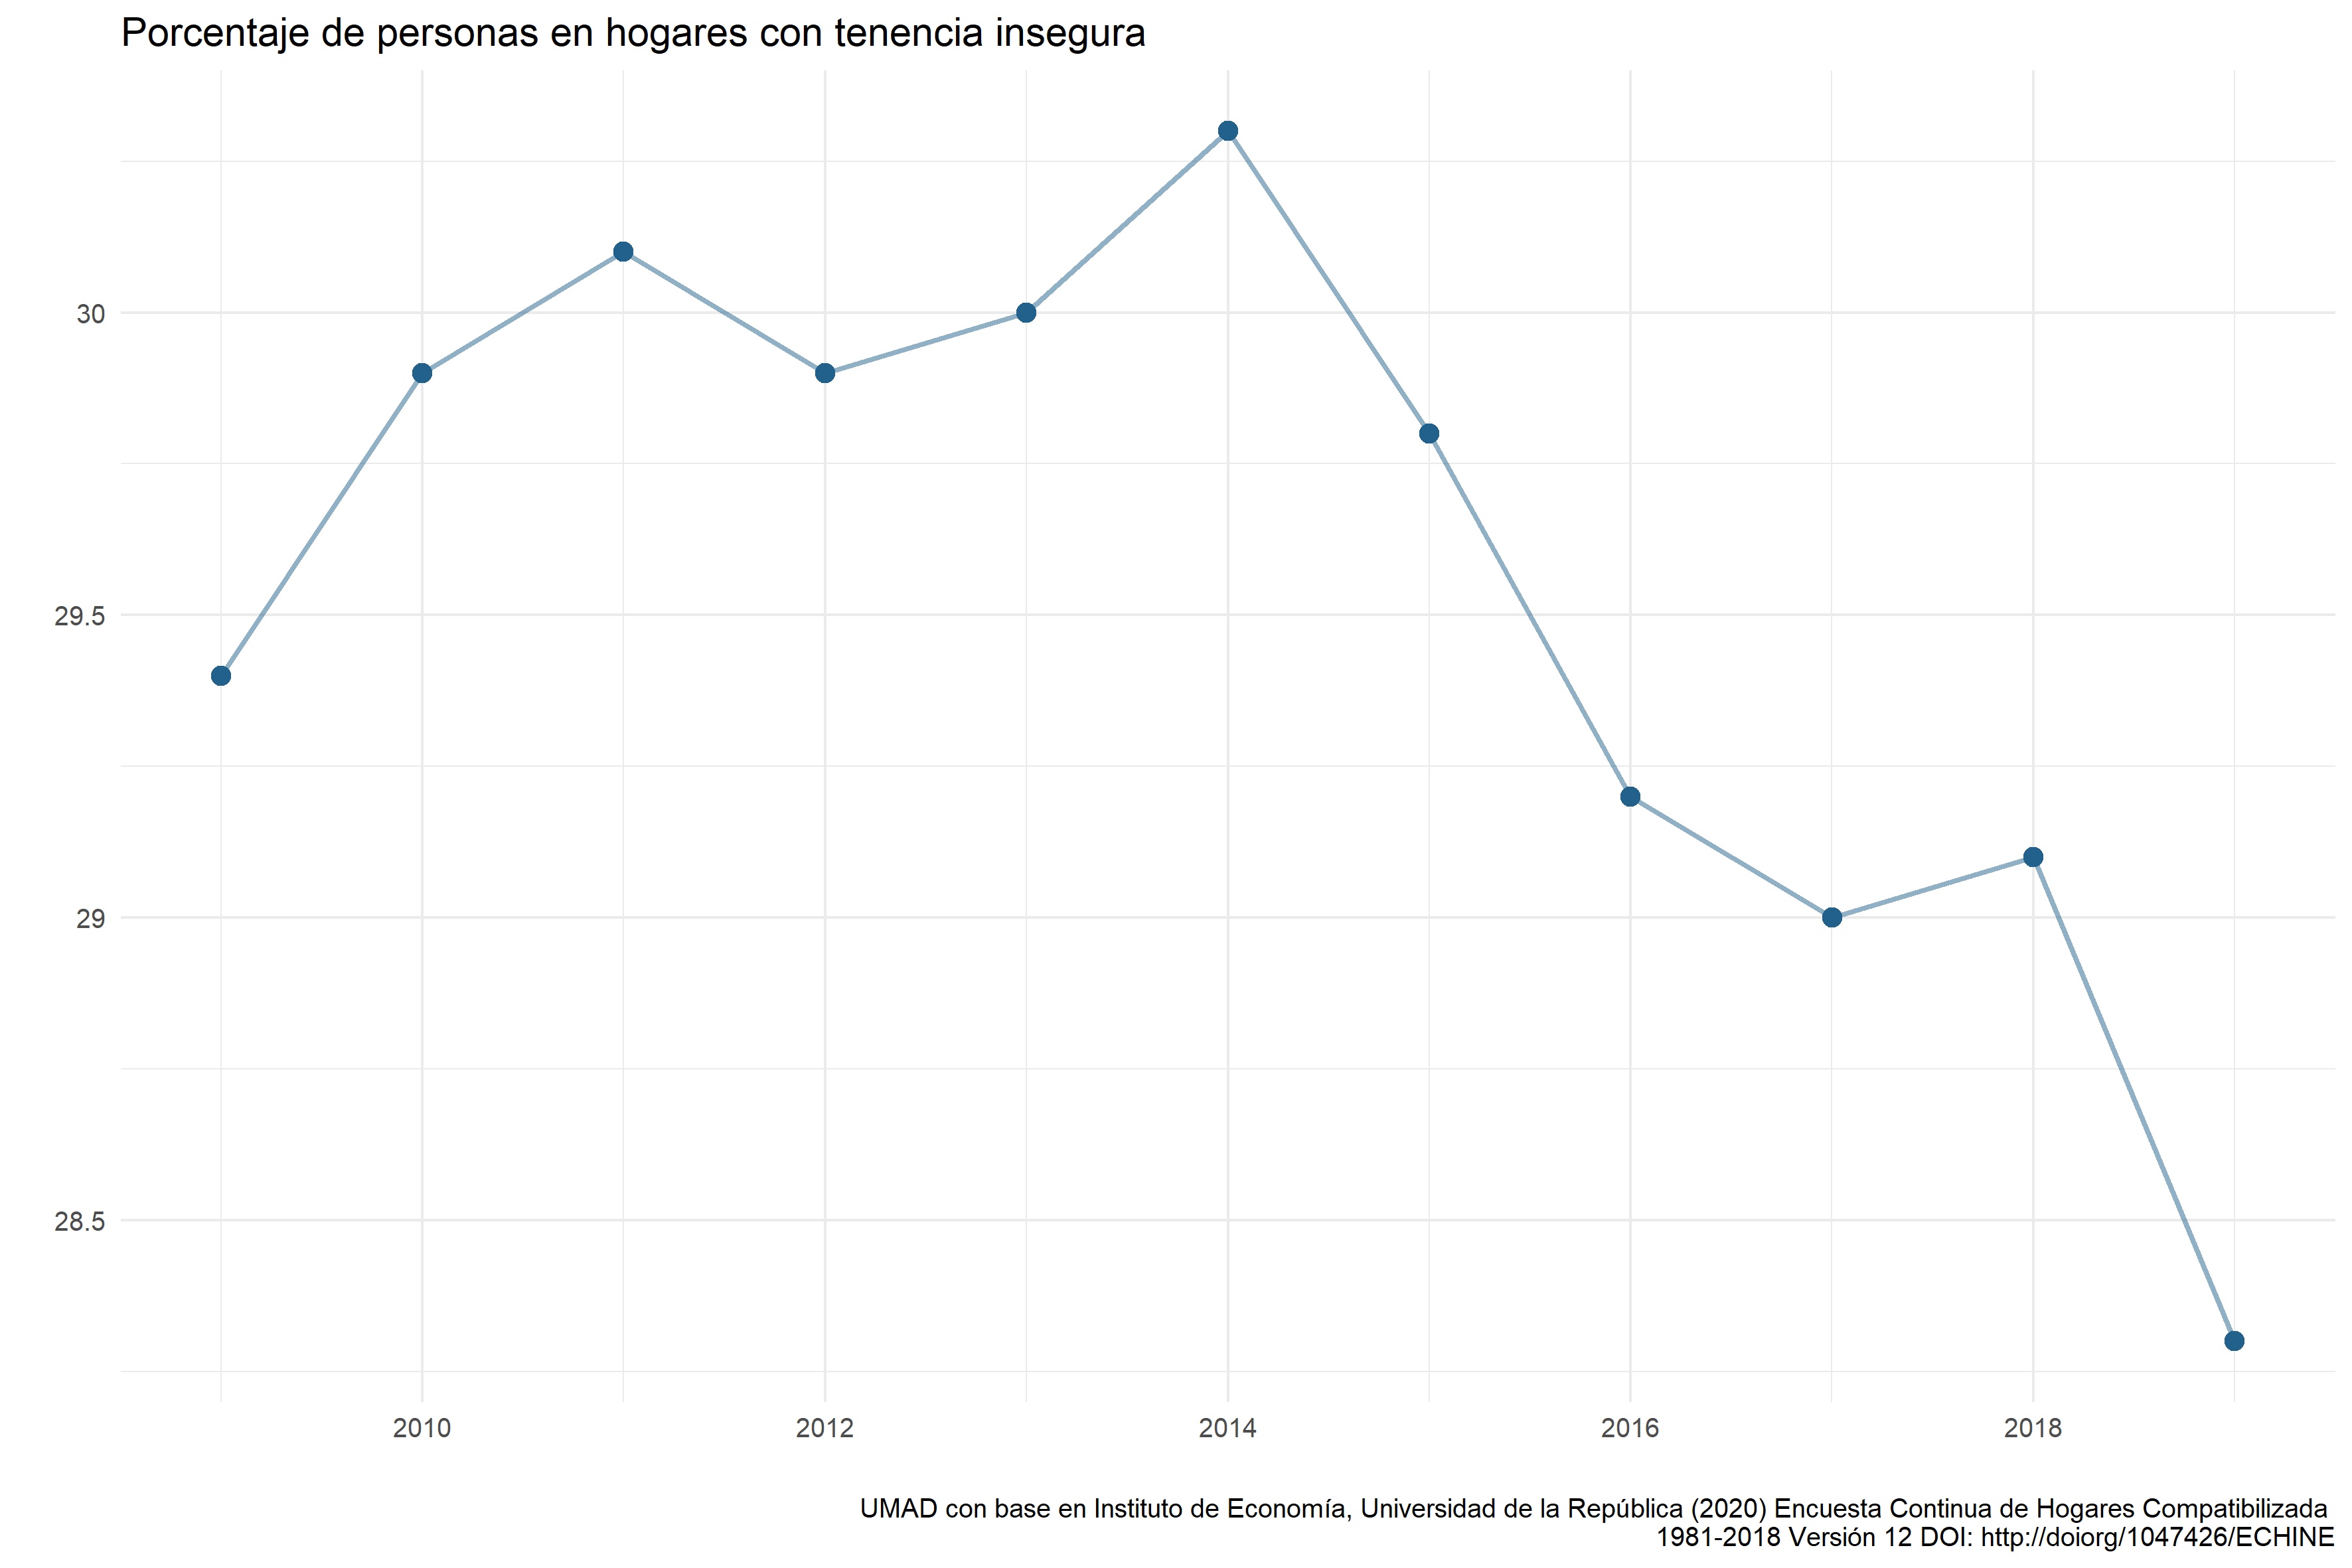 Porcentaje de personas en hogares con tenencia insegura
30
29.5
29
28.5
2010 2012 2014 2016 2018
UMAD con base en Instituto de Economía, Universidad de la República (2020) Encuesta Continua de Hogares Compatibilizada
1981-2018 Versión 12 DOI: http://doiorg/1047426/ECHINE